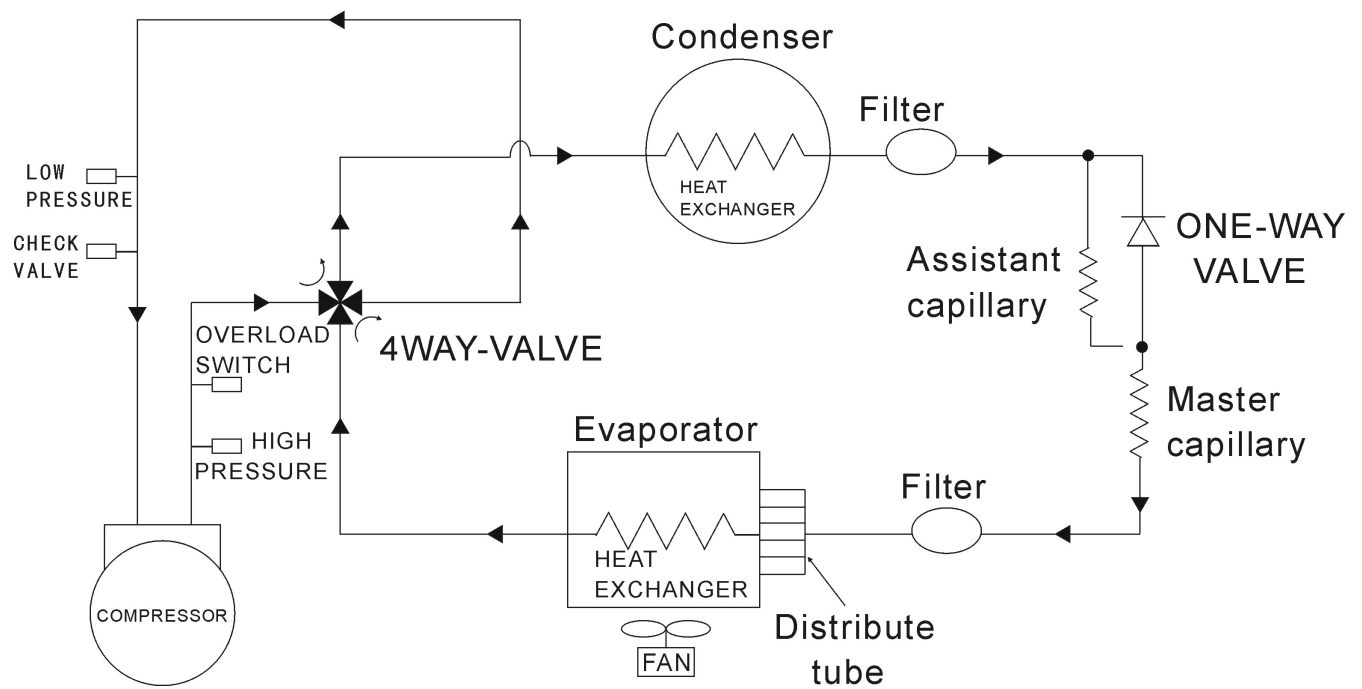 Condenser
Filter
LOW
PRESSURE
HEAT
EXCHANGER
CHECK
VALVE
ONE-WAY
VALVE
Assistant
capillary
OVERLOAD
SWITCH
4WAY-VALVE
HIGH
PRESSURE
Master
capillary
Evaporator
Filter
HEAT
EXCHANGER
COMPRESSOR
Distribute
tube
FAN